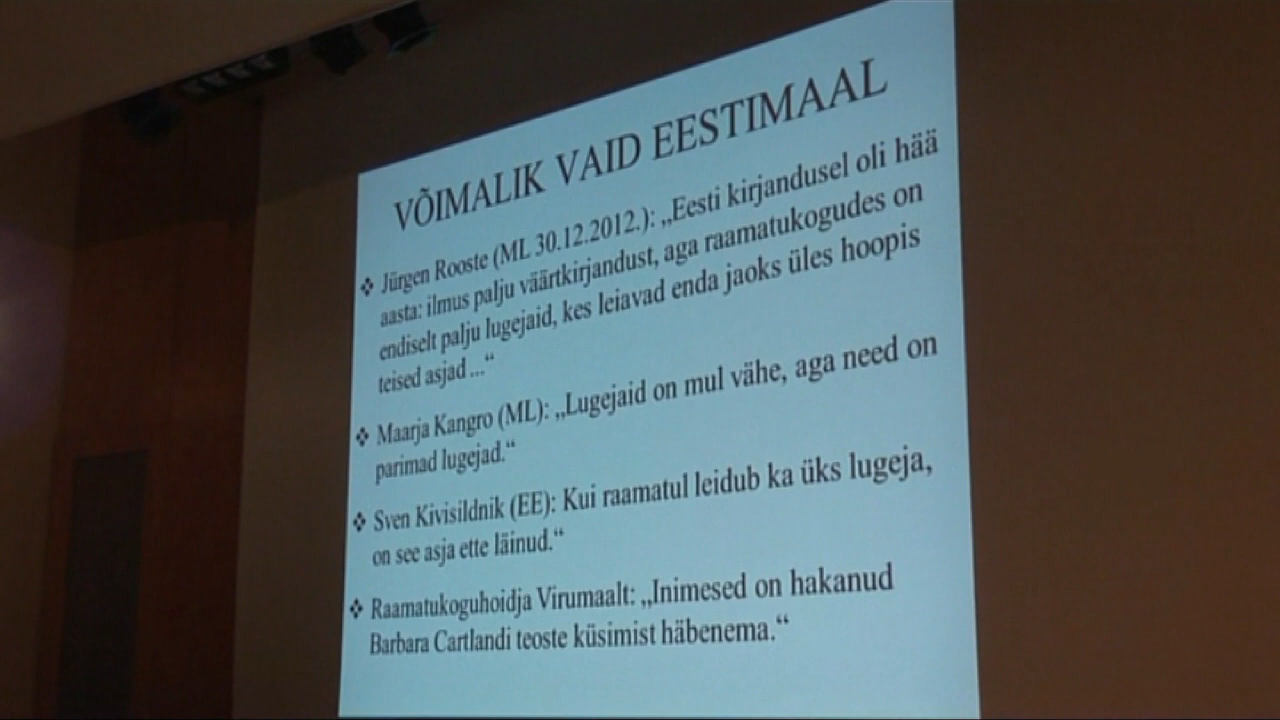 VÕIMALIK VAID EESTIMAAL
❖ Jürgen Rooste (ML 30.12.2012.): „Eesti kirjandusel oli hää
aasta: ilmus palju väärtkirjandust, aga raamatukogudes on
endiselt palju lugejaid, kes leiavad enda jaoks üles hoopis
teised asjad ...“
❖ Maarja Kangro (ML): „Lugejaid on mul vähe, aga need on
parimad lugejad.“
❖ Sven Kivisildnik (EE): Kui raamatul leidub ka üks lugeja,
on see asja ette läinud.“
❖ Raamatukoguhoidja Virumaalt: „Inimesed on hakanud
Barbara Cartlandi teoste küsimist häbenema.“